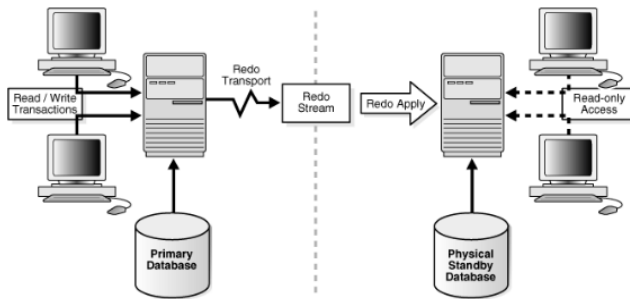 Read / Write
Transactions
Redo
Transport
Redo
Stream
Redo Apply
Read-only
Access
Primary
Database
Physical
Standby
Database